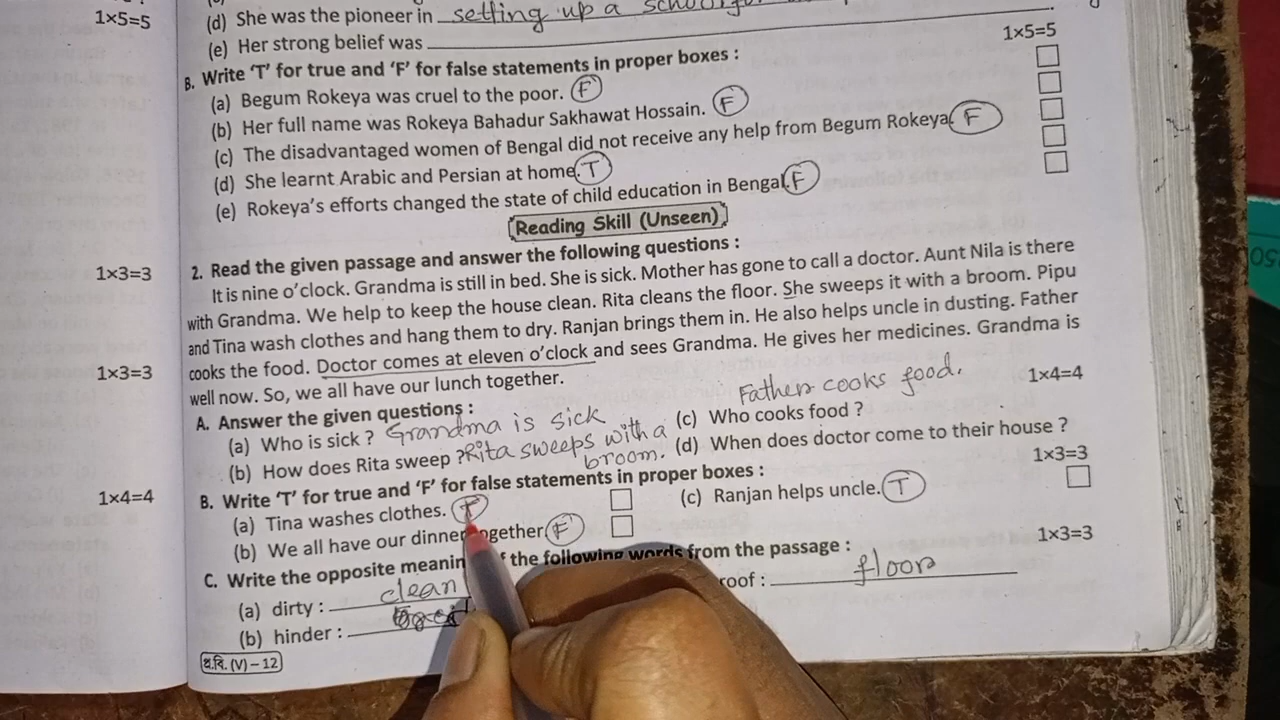 1×5=5
(d) She was the pioneer in setting up a school
(e) Her strong belief was
1×5=5
B. Write 'T' for true and 'F' for false statements in proper boxes :
(a) Begum Rokeya was cruel to the poor. F
(b) Her full name was Rokeya Bahadur Sakhawat Hossain. F
(c) The disadvantaged women of Bengal did not receive any help from Begum Rokeya. F
(d) She learnt Arabic and Persian at home. T
(e) Rokeya's efforts changed the state of child education in Bengal. F
Reading Skill (Unseen)
1×3=3
2. Read the given passage and answer the following questions :
It is nine o'clock. Grandma is still in bed. She is sick. Mother has gone to call a doctor. Aunt Nila is there
with Grandma. We help to keep the house clean. Rita cleans the floor. She sweeps it with a broom. Pipu
and Tina wash clothes and hang them to dry. Ranjan brings them in. He also helps uncle in dusting. Father
cooks the food. Doctor comes at eleven o'clock and sees Grandma. He gives her medicines. Grandma is
well now. So, we all have our lunch together.
1×3=3
A. Answer the given questions :
1×4=4
(a) Who is sick ? Grandma is sick
(b) How does Rita sweep ? Rita sweeps with a
broom.
Father cooks food.
(c) Who cooks food ?
(d) When does doctor come to their house ?
1×4=4
B. Write 'T' for true and 'F' for false statements in proper boxes :
1×3=3
(a) Tina washes clothes. T
(b) We all have our dinner together F
(c) Ranjan helps uncle. T
C. Write the opposite meanin the following words from the passage :
1×3=3
(a) dirty : clean
(b) hinder :
roof : floor
প্র.বি. (V) – 12